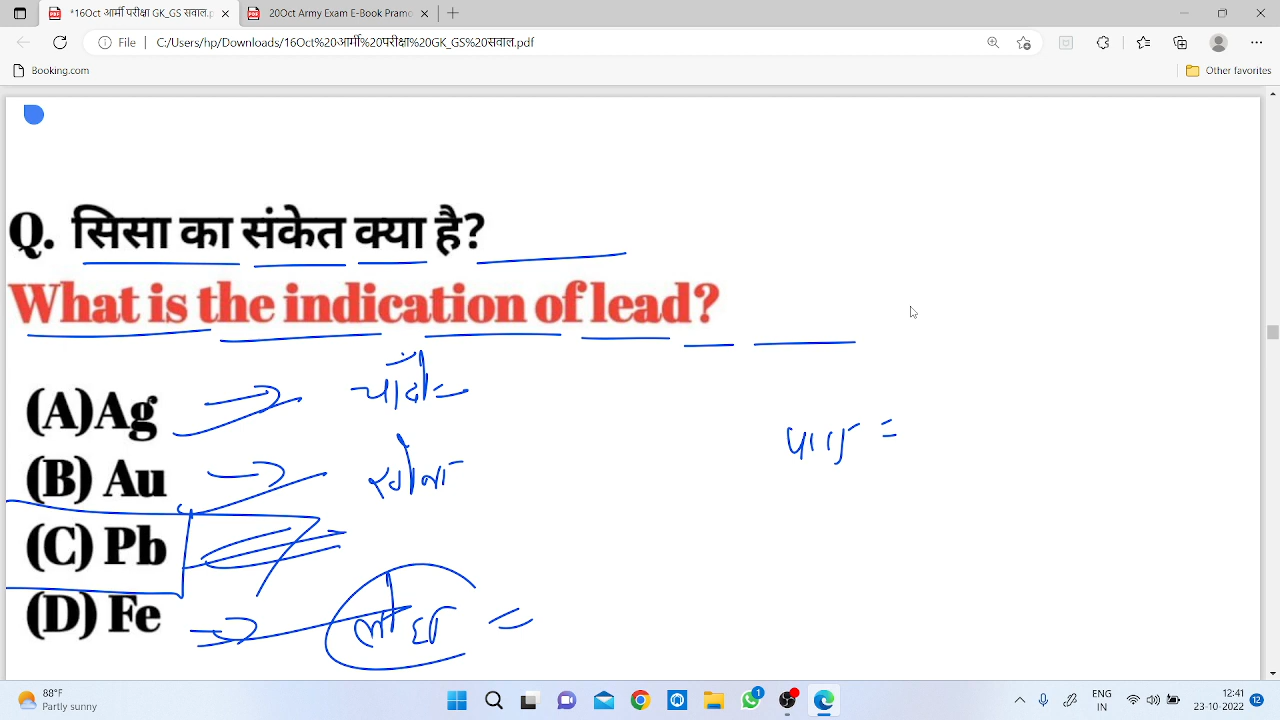 *16Oct आर्मी परीक्षा GK_GS सवाल.p
20Oct Army Exam E-Book Pramo
File C:/Users/hp/Downloads/16Oct%20आर्मी%20परीक्षा%20GK_GS%20सवाल.pdf
Booking.com
Other favorites
Q. सिसा का संकेत क्या है?
What is the indication of lead?
(A)Ag
(B) Au
सोना
(C) Pb
(D) Fe
88°F
Partly sunny
ENG
IN
5:41
23-10-2022
12
1